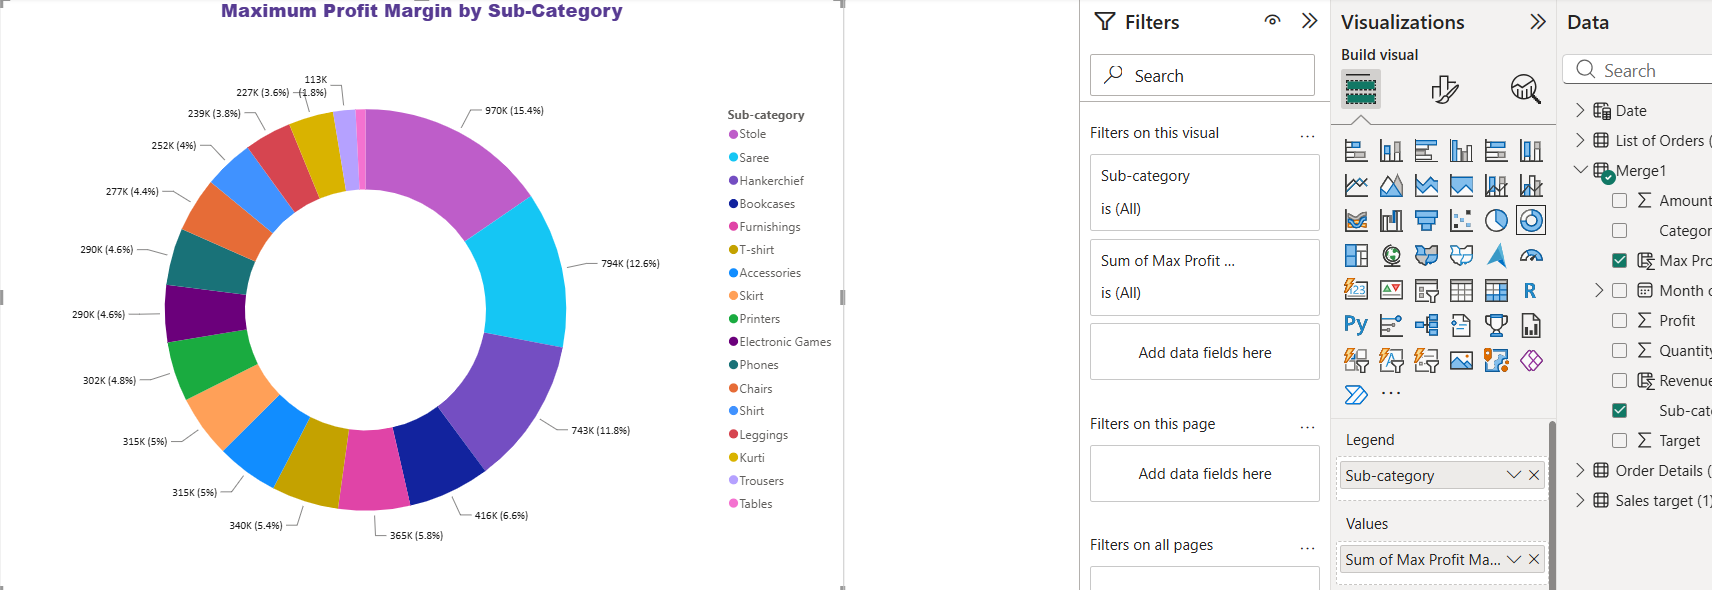 Maximum Profit Margin by Sub-Category
113K
(1.8%)
227K (3.6%)
239K (3.8%)
252K (4%)
277K (4.4%)
290K (4.6%)
290K (4.6%)
302K (4.8%)
315K (5%)
315K (5%)
340K (5.4%)
365K (5.8%)
416K (6.6%)
743K (11.8%)
794K (12.6%)
970K (15.4%)
Sub-category
Stole
Saree
Hankerchief
Bookcases
Furnishings
T-shirt
Accessories
Skirt
Printers
Electronic Games
Phones
Chairs
Shirt
Leggings
Kurti
Trousers
Tables
Filters
Search
Filters on this visual
...
Sub-category
is (All)
Sum of Max Profit ...
is (All)
Add data fields here
Filters on this page
...
Add data fields here
Filters on all pages
...
Visualizations
Build visual
123
R
Py
...
Legend
Sub-category
Values
Sum of Max Profit Ma...
Data
Search
Date
List of Orders (
Merge1
Amount
Categor
Max Pro
Month o
Profit
Quantity
Revenue
Sub-cate
Target
Order Details (
Sales target (1)